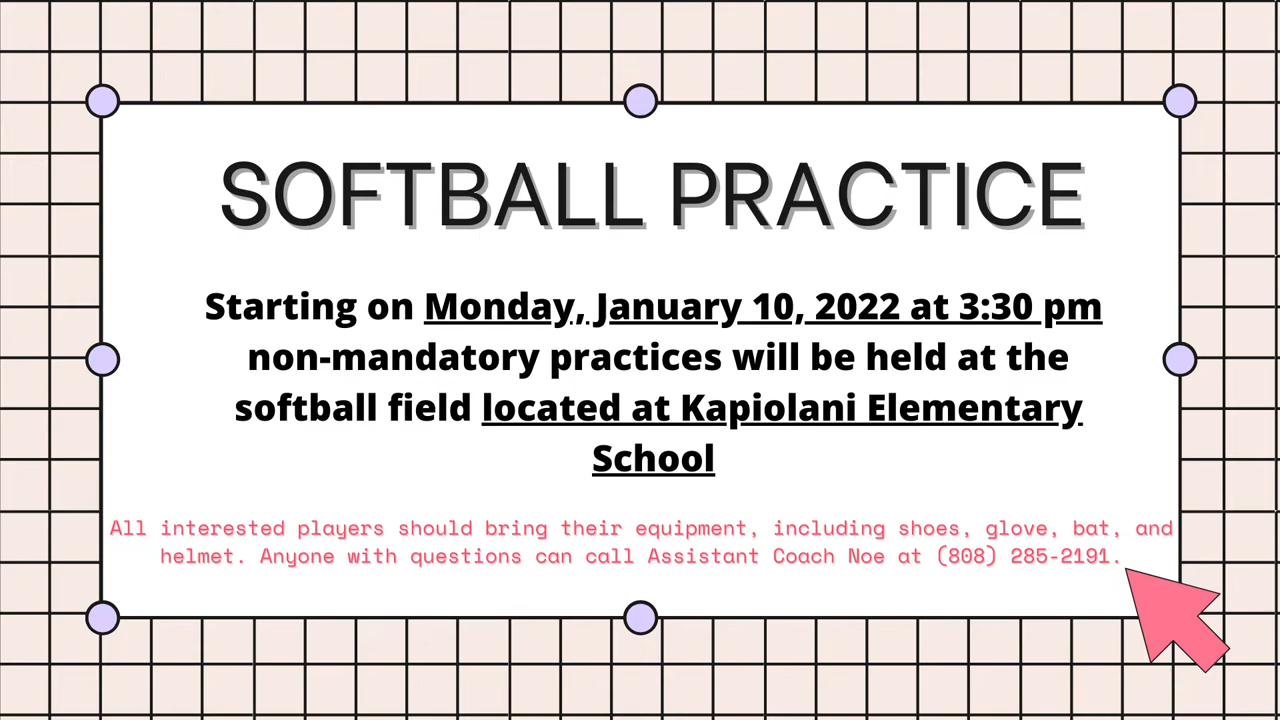 SOFTBALL PRACTICE
Starting on Monday, January 10, 2022 at 3:30 pm
non-mandatory practices will be held at the
softball field located at Kapiolani Elementary
School
All interested players should bring their equipment, including shoes, glove, bat, and
helmet. Anyone with questions can call Assistant Coach Noe at (808) 285-2191.